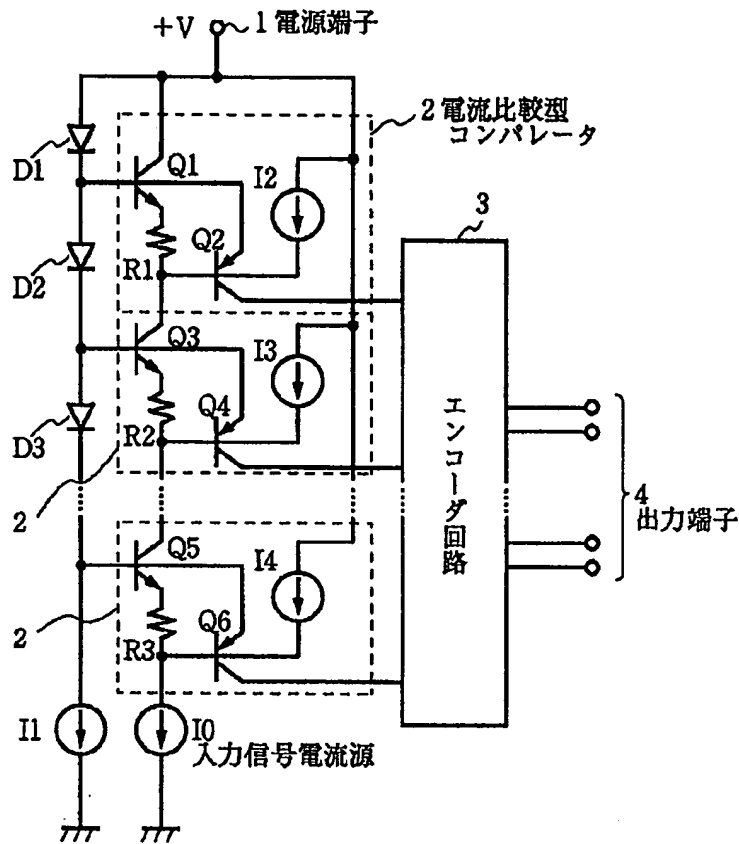 +V
1 電源端子
2 電流比較型
コンパレータ
D1
Q1
I2
Q2
3
D2
R1
Q3
I3
Q4
D3
R2
エンコーダ回路
4
出力端子
2
Q5
I4
Q6
2
R3
I1
I0
入力信号電流源